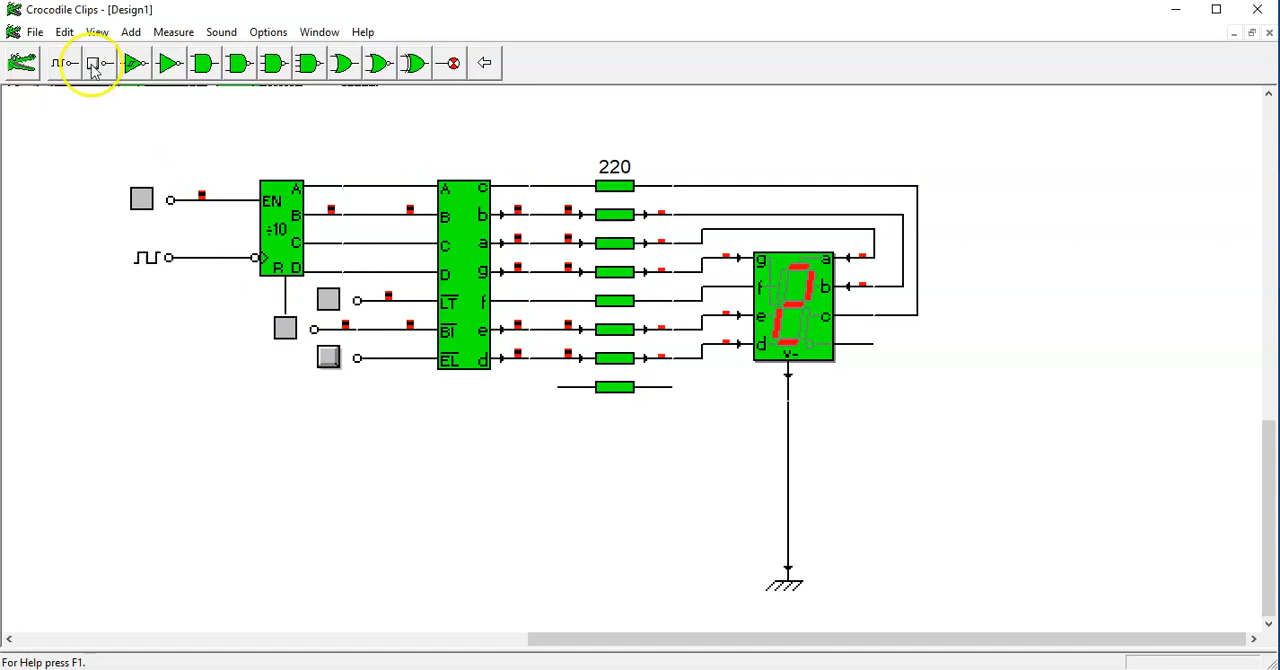 Crocodile Clips - [Design1]
File Edit View Add Measure Sound Options Window Help
220
A A c
EN
B B b
÷10
C C a g a
R D D g f b
LT f e c
BI e d
V-
EL d
For Help press F1.